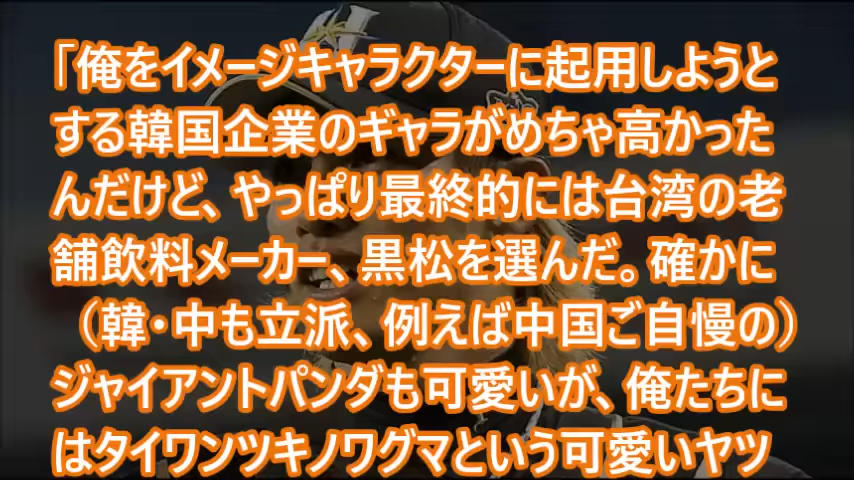 「俺をイメージキャラクターに起用しようと
する韓国企業のギャラがめちゃ高かった
んだけど、やっぱり最終的には台湾の老
舗飲料メーカー、黒松を選んだ。確かに
（韓・中も立派、例えば中国ご自慢の）
ジャイアントパンダも可愛いが、俺たちに
はタイワンツキノワグマという可愛いヤツ